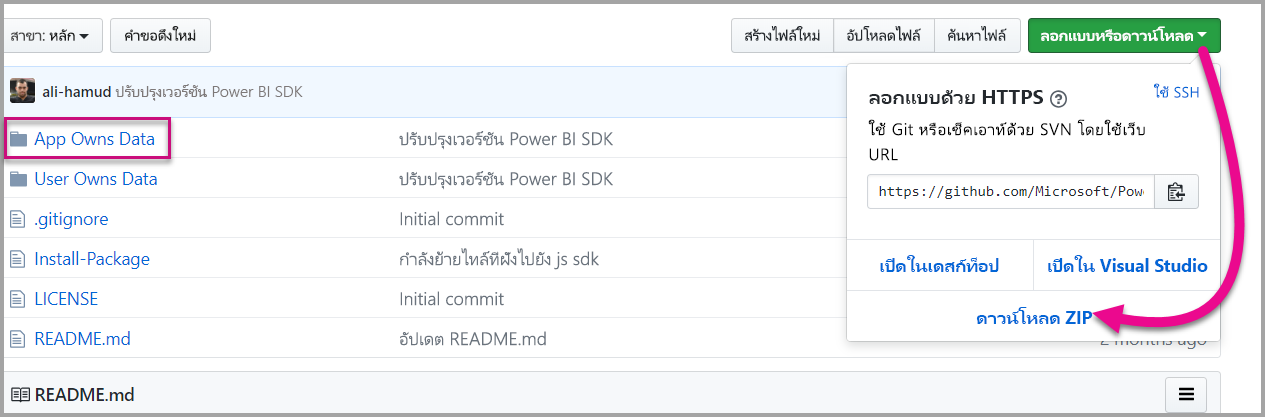 สาขา: หลัก
คำขอดึงใหม่
สร้างไฟล์ใหม่
อัปโหลดไฟล์
ค้นหาไฟล์
ลอกแบบหรือดาวน์โหลด
ali-hamud ปรับปรุงเวอร์ชัน Power BI SDK
App Owns Data
ปรับปรุงเวอร์ชัน Power BI SDK
User Owns Data
ปรับปรุงเวอร์ชัน Power BI SDK
.gitignore
Initial commit
Install-Package
กำลังย้ายไทล์ที่ฝังไปยัง js sdk
LICENSE
Initial commit
README.md
อัปเดต README.md
2 months ago
ลอกแบบด้วย HTTPS
ใช้ SSH
ใช้ Git หรือเช็คเอาท์ด้วย SVN โดยใช้เว็บ
URL
https://github.com/Microsoft/Pow
เปิดในเดสก์ท็อป
เปิดใน Visual Studio
ดาวน์โหลด ZIP
README.md